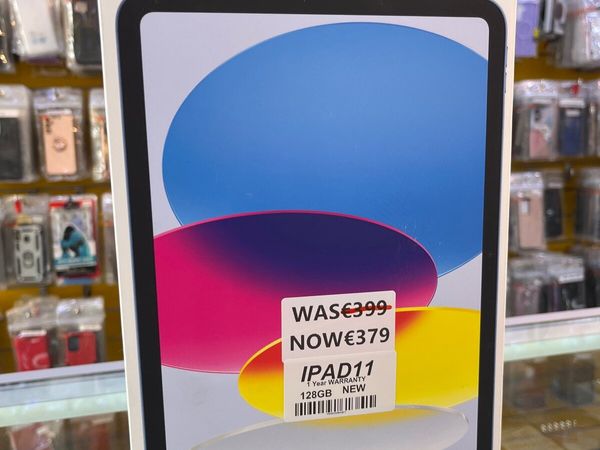 WAS€399
NOW€379
IPAD11
1 Year WARRANTY
128GB NEW